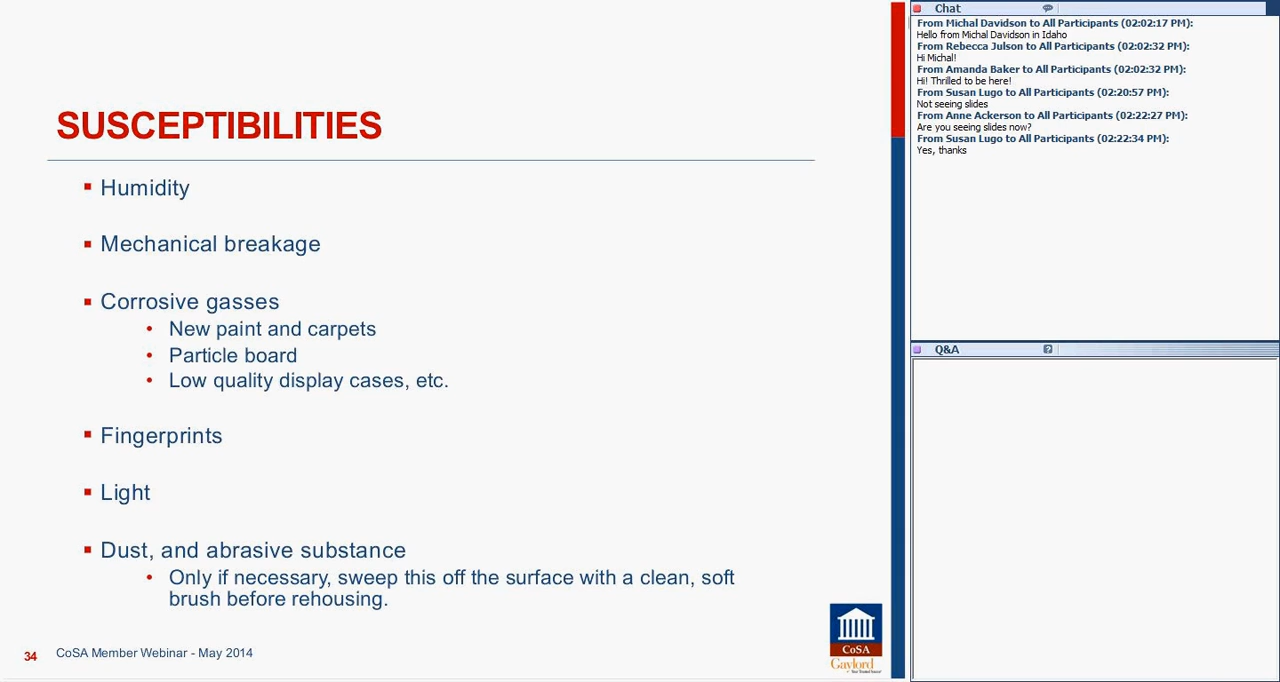 SUSCEPTIBILITIES
Humidity
Mechanical breakage
Corrosive gasses
New paint and carpets
Particle board
Low quality display cases, etc.
Fingerprints
Light
Dust, and abrasive substance
Only if necessary, sweep this off the surface with a clean, soft
brush before rehousing.
34
CoSA Member Webinar - May 2014
CoSA
Gaylord
Chat
From Michal Davidson to All Participants (02:02:17 PM):
Hello from Michal Davidson in Idaho
From Rebecca Julson to All Participants (02:02:32 PM):
Hi Michal!
From Amanda Baker to All Participants (02:02:32 PM):
Hi! Thrilled to be here!
From Susan Lugo to All Participants (02:20:57 PM):
Not seeing slides
From Anne Ackerson to All Participants (02:22:27 PM):
Are you seeing slides now?
From Susan Lugo to All Participants (02:22:34 PM):
Yes, thanks
Q&A